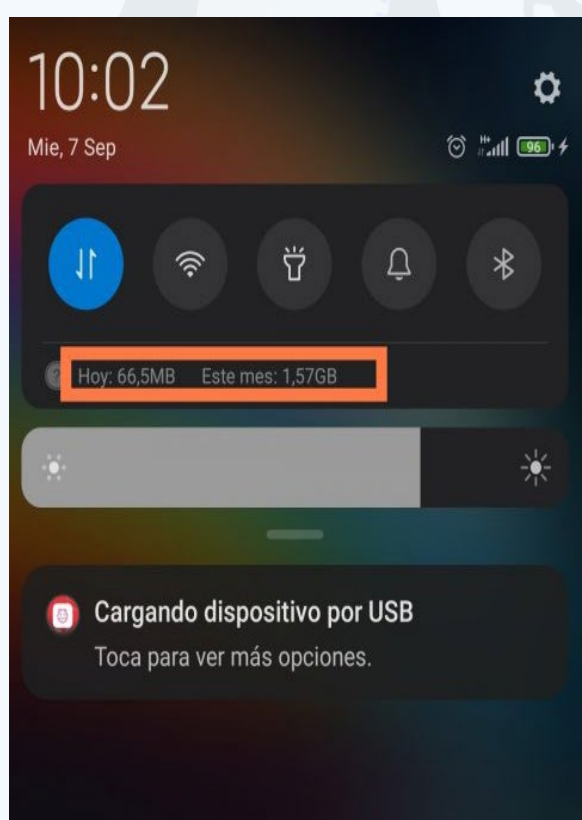 10:02
Mie, 7 Sep
H+ 96
Hoy: 66,5MB Este mes: 1,57GB
Cargando dispositivo por USB
Toca para ver más opciones.